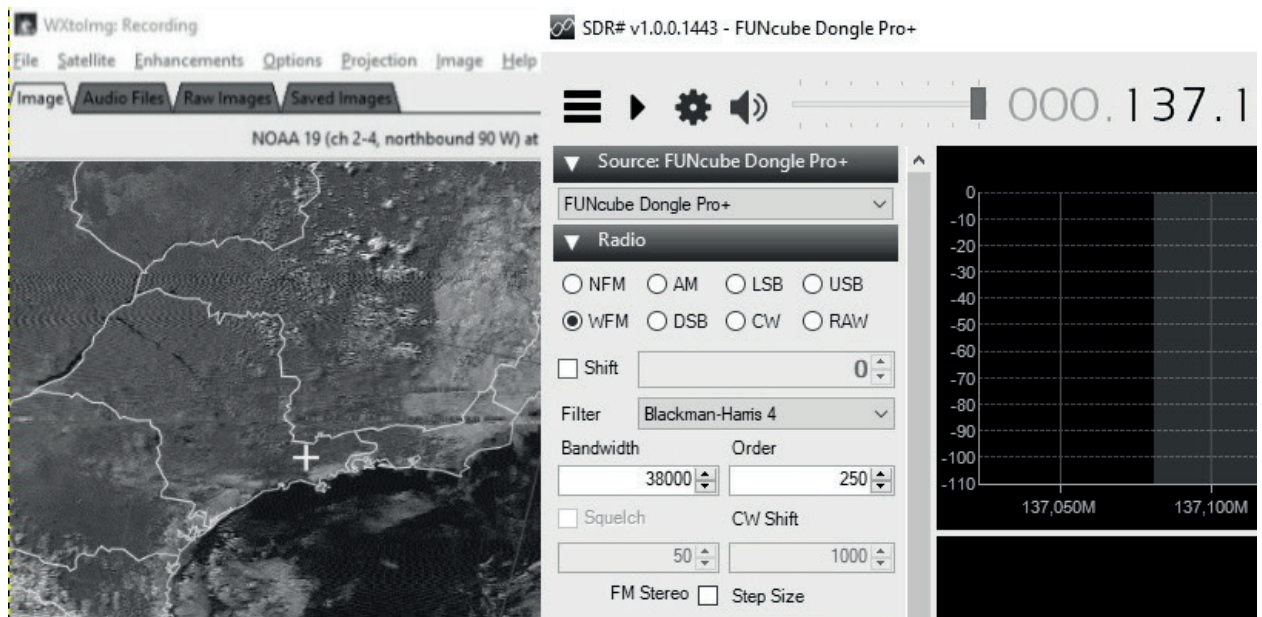 WXtoImg: Recording
File Satellite Enhancements Options Projection Image Help
Image Audio Files Raw Images Saved Images
NOAA 19 (ch 2-4, northbound 90 W) at
SDR# v1.0.0.1443 - FUNcube Dongle Pro+
000.137.1
Source: FUNcube Dongle Pro+
FUNcube Dongle Pro+
Radio
NFM AM LSB USB
WFM DSB CW RAW
Shift 0
Filter Blackman-Harris 4
Bandwidth Order
38000 250
Squelch CW Shift
50 1000
FM Stereo Step Size
0
-10
-20
-30
-40
-50
-60
-70
-80
-90
-100
-110
137,050M 137,100M